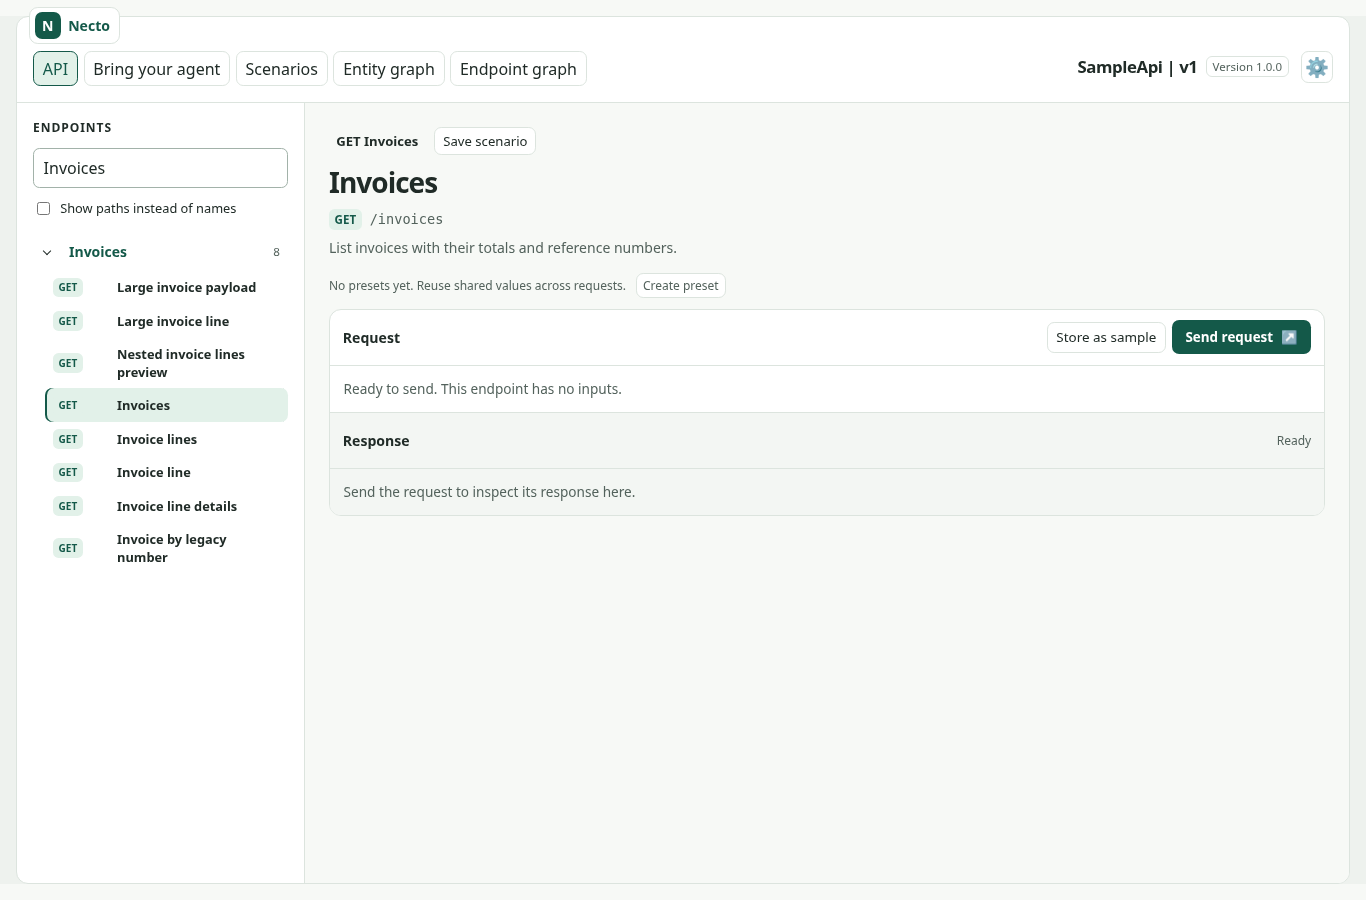 N Necto
API Bring your agent Scenarios Entity graph Endpoint graph
SampleApi | v1 Version 1.0.0
ENDPOINTS
Invoices
Show paths instead of names
Invoices 8
GET Large invoice payload
GET Large invoice line
GET Nested invoice lines
preview
GET Invoices
GET Invoice lines
GET Invoice line
GET Invoice line details
GET Invoice by legacy
number
GET Invoices Save scenario
Invoices
GET /invoices
List invoices with their totals and reference numbers.
No presets yet. Reuse shared values across requests. Create preset
Request Store as sample Send request
Ready to send. This endpoint has no inputs.
Response Ready
Send the request to inspect its response here.